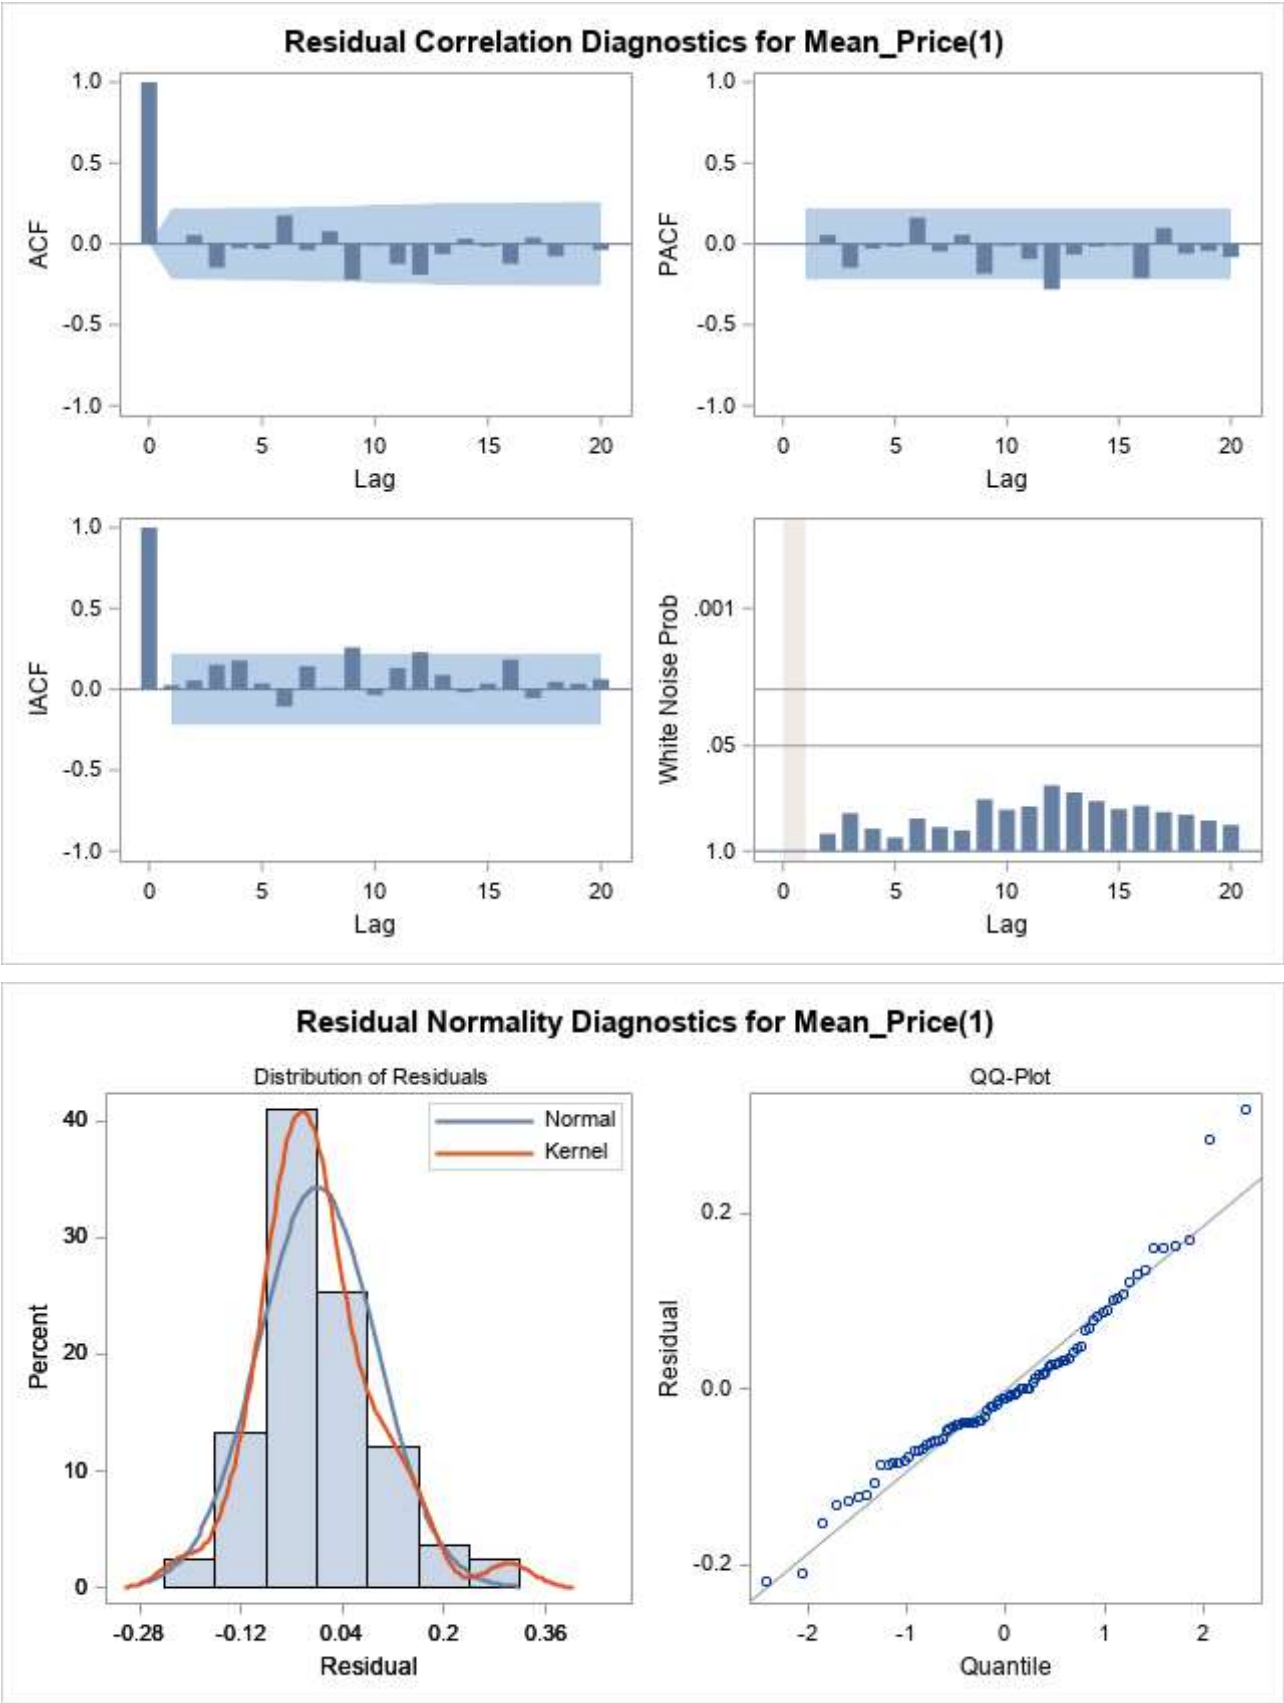 Residual Correlation Diagnostics for Mean_Price(1)
1.0
0.5
0.0
-0.5
-1.0
ACF
0 5 10 15 20
Lag
1.0
0.5
0.0
-0.5
-1.0
PACF
0 5 10 15 20
Lag
1.0
0.5
0.0
-0.5
-1.0
IACF
0 5 10 15 20
Lag
.001
.05
1.0
White Noise Prob
0 5 10 15 20
Lag
Residual Normality Diagnostics for Mean_Price(1)
Distribution of Residuals
Normal
Kernel
40
30
20
10
0
Percent
-0.28 -0.12 0.04 0.2 0.36
Residual
QQ-Plot
0.2
0.0
-0.2
Residual
-2 -1 0 1 2
Quantile